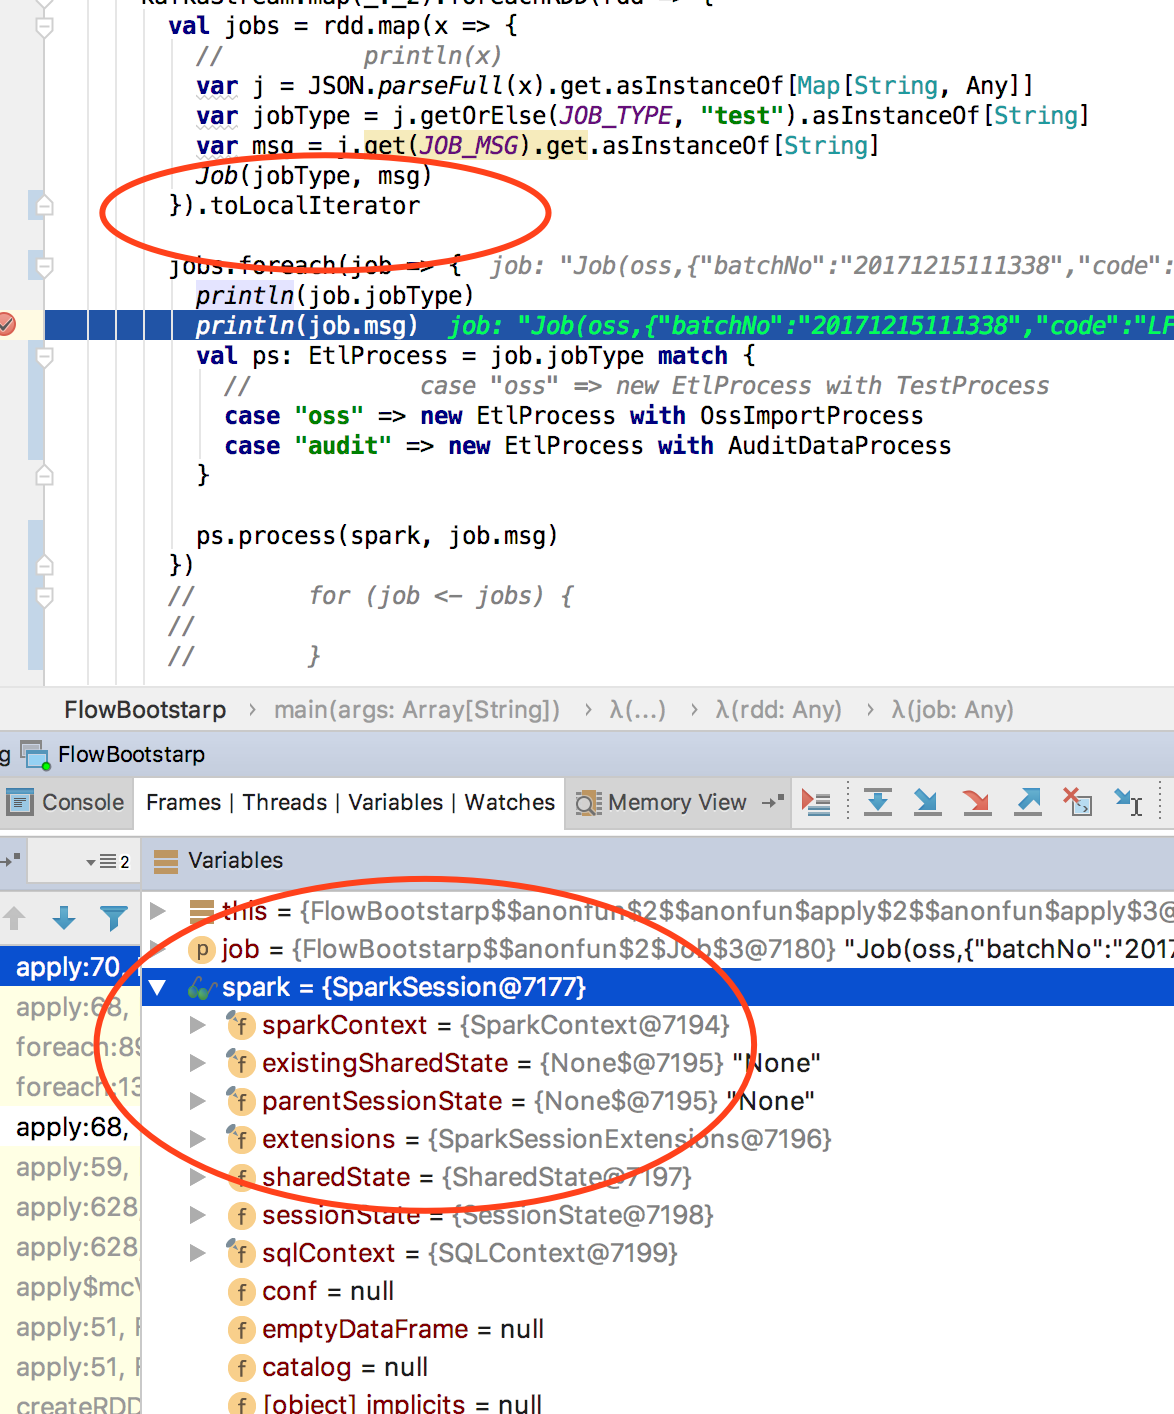 KafkaStream.map(_._2).foreachRDD(rdd => {
val jobs = rdd.map(x => {
// println(x)
var j = JSON.parseFull(x).get.asInstanceOf[Map[String, Any]]
var jobType = j.getOrElse(JOB_TYPE, "test").asInstanceOf[String]
var msg = j.get(JOB_MSG).get.asInstanceOf[String]
Job(jobType, msg)
}).toLocalIterator
jobs.foreach(job => { job: "Job(oss,{"batchNo":"20171215111338","code":
println(job.jobType)
println(job.msg) job: "Job(oss,{"batchNo":"20171215111338","code":"LF
val ps: EtlProcess = job.jobType match {
// case "oss" => new EtlProcess with TestProcess
case "oss" => new EtlProcess with OssImportProcess
case "audit" => new EtlProcess with AuditDataProcess
}
ps.process(spark, job.msg)
})
// for (job <- jobs) {
//
// }
FlowBootstarp > main(args: Array[String]) > λ(...) > λ(rdd: Any) > λ(job: Any)
g FlowBootstarp
Console Frames | Threads | Variables | Watches Memory View
2 Variables
this = {FlowBootstarp$$anonfun$2$$anonfun$apply$2$$anonfun$apply$3@
job = {FlowBootstarp$$anonfun$2$Job$3@7180} "Job(oss,{"batchNo":"2017
apply:70, spark = {SparkSession@7177}
apply:68, sparkContext = {SparkContext@7194}
foreach:89 existingSharedState = {None$@7195} "None"
foreach:13 parentSessionState = {None$@7195} "None"
apply:68, extensions = {SparkSessionExtensions@7196}
apply:59, sharedState = {SharedState@7197}
apply:628, sessionState = {SessionState@7198}
apply:628, sqlContext = {SQLContext@7199}
apply$mcV conf = null
apply:51, F emptyDataFrame = null
apply:51, F catalog = null
createRDD [object] implicits = null